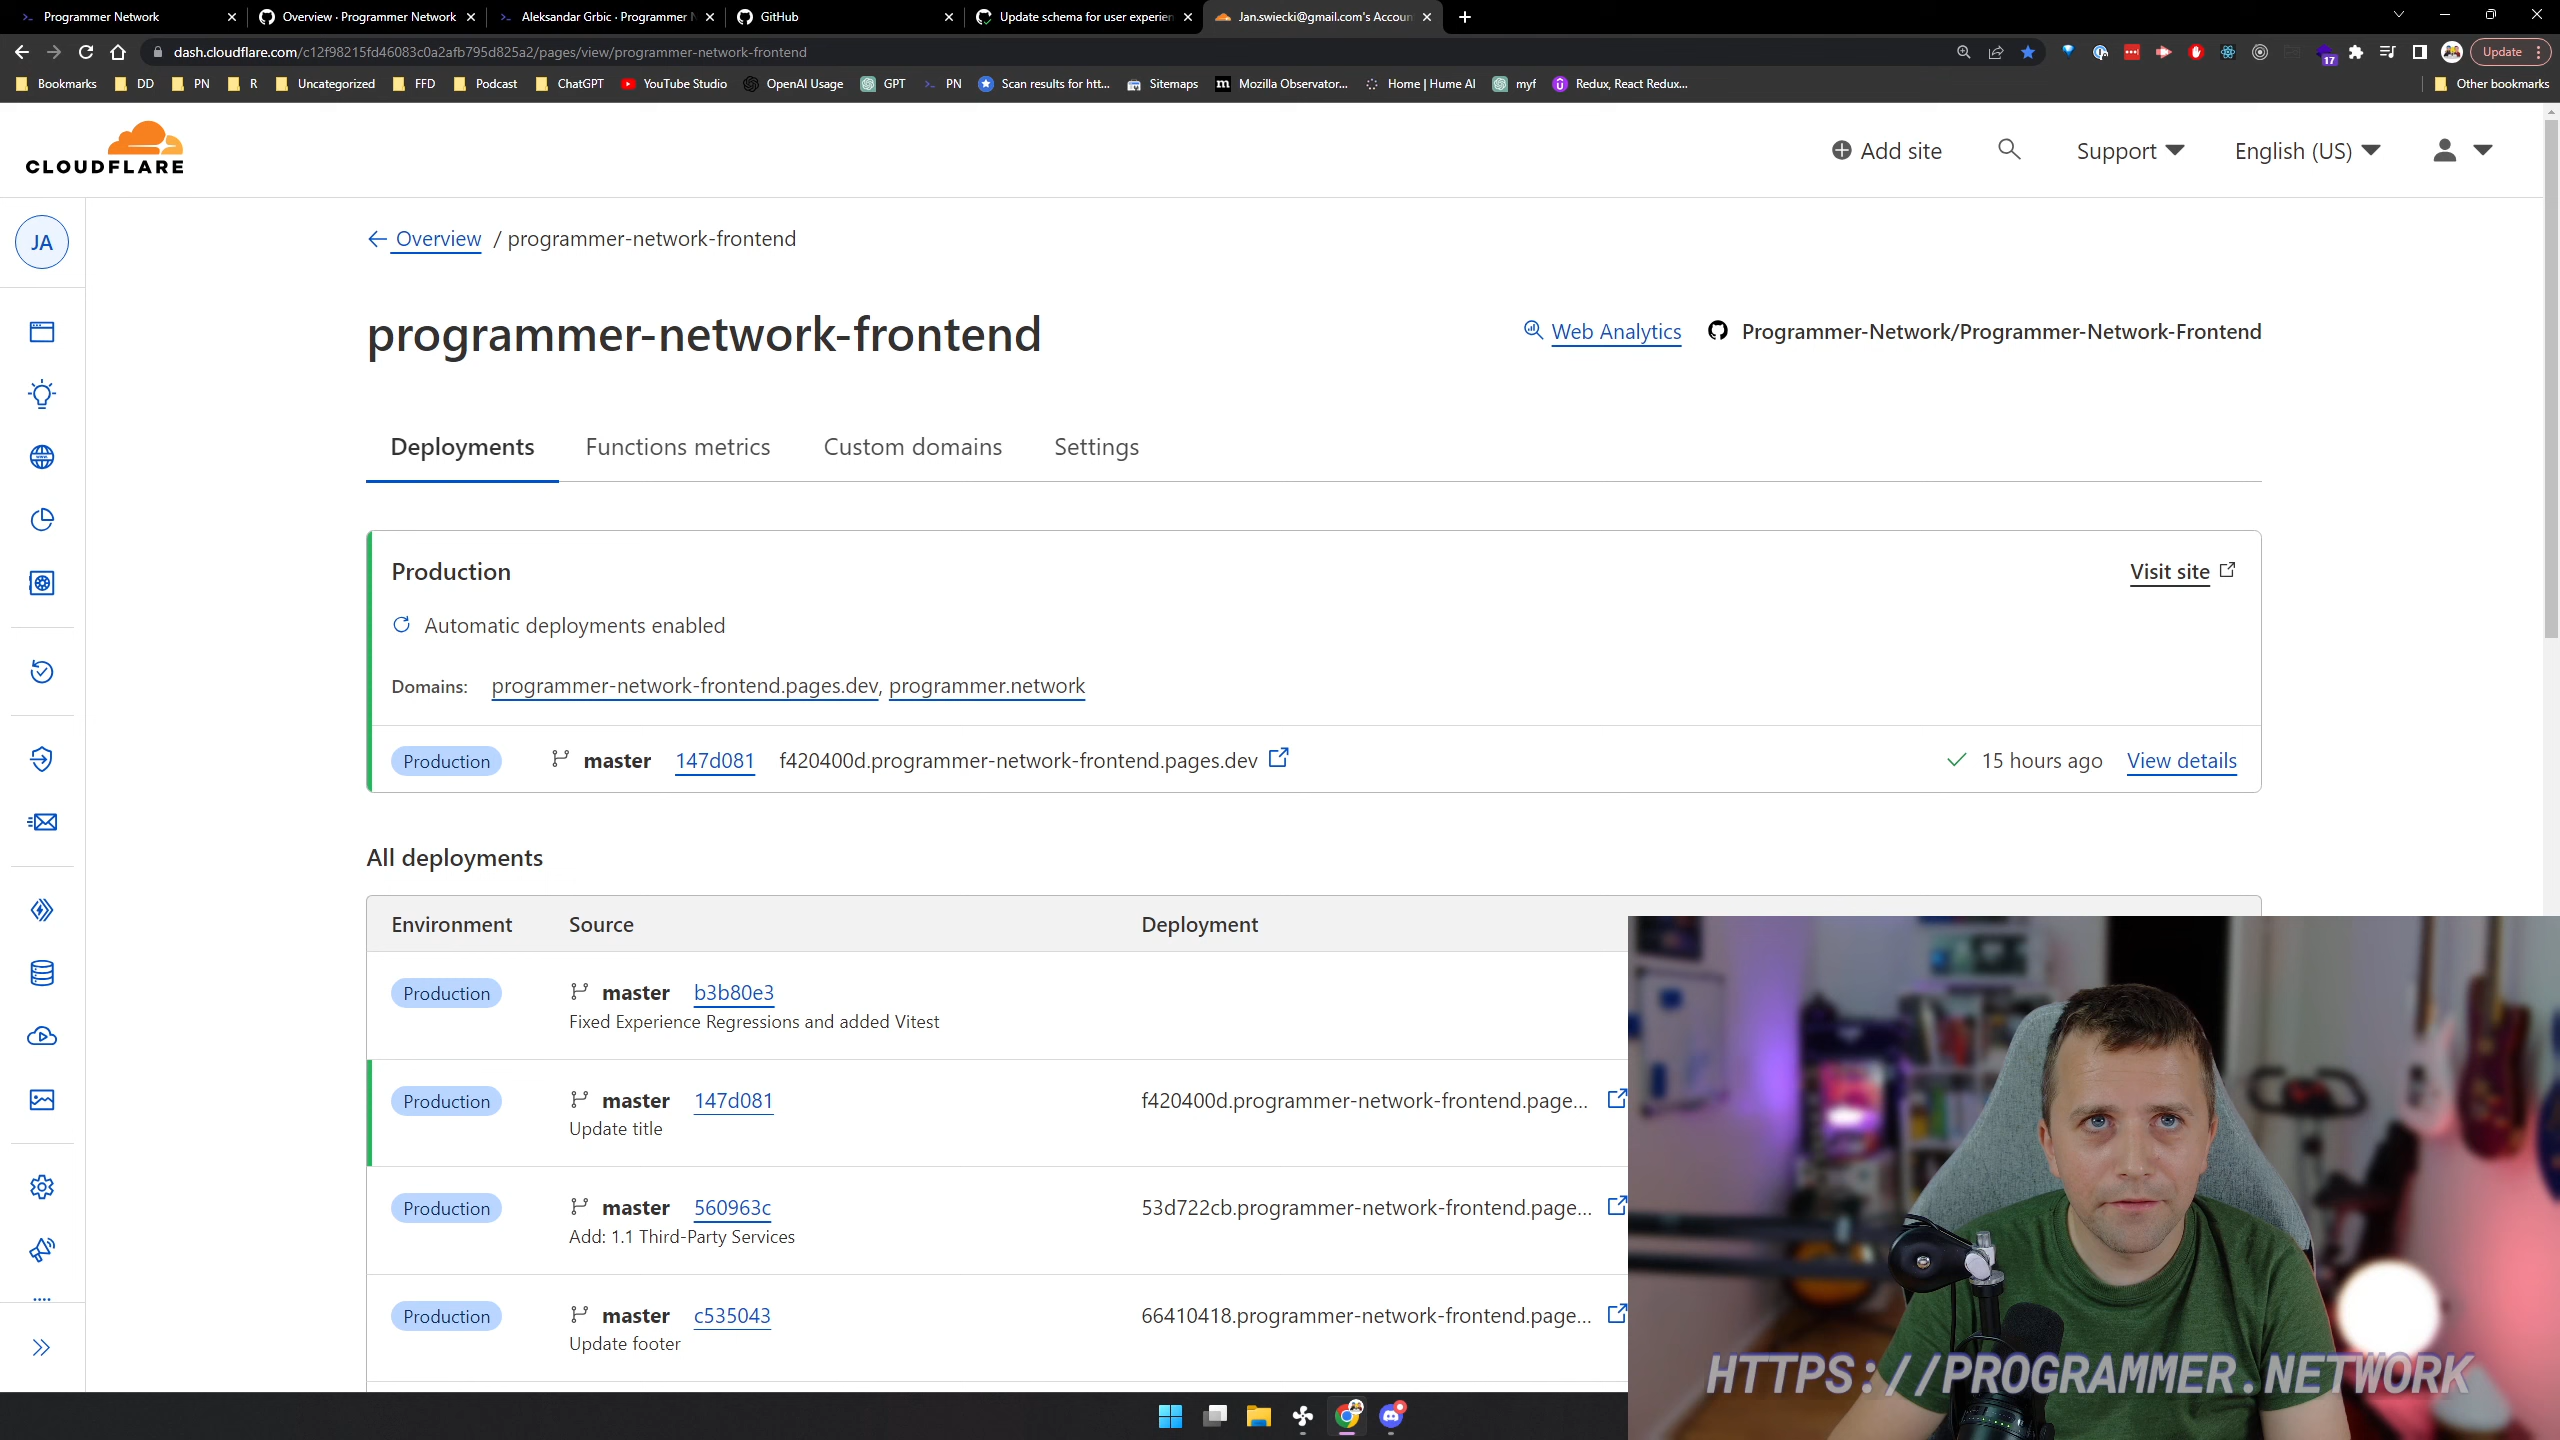 Programmer Network
Overview · Programmer Network
Aleksandar Grbic · Programmer N
GitHub
Update schema for user experien
Jan.swiecki@gmail.com's Accoun
dash.cloudflare.com/c12f98215fd46083c0a2afb795d825a2/pages/view/programmer-network-frontend
17
Update
Bookmarks
DD
PN
R
Uncategorized
FFD
Podcast
ChatGPT
YouTube Studio
OpenAI Usage
GPT
PN
Scan results for htt...
Sitemaps
Mozilla Observator...
Home | Hume AI
myf
Redux, React Redux...
Other bookmarks
CLOUDFLARE
Add site
Support
English (US)
JA
Overview / programmer-network-frontend
programmer-network-frontend
Web Analytics
Programmer-Network/Programmer-Network-Frontend
Deployments
Functions metrics
Custom domains
Settings
Production
Visit site
Automatic deployments enabled
Domains: programmer-network-frontend.pages.dev, programmer.network
Production master 147d081 f420400d.programmer-network-frontend.pages.dev 15 hours ago View details
All deployments
Environment Source Deployment
Production master b3b80e3
Fixed Experience Regressions and added Vitest
Production master 147d081 f420400d.programmer-network-frontend.page...
Update title
Production master 560963c 53d722cb.programmer-network-frontend.page...
Add: 1.1 Third-Party Services
Production master c535043 66410418.programmer-network-frontend.page...
Update footer
HTTPS://PROGRAMMER.NETWORK